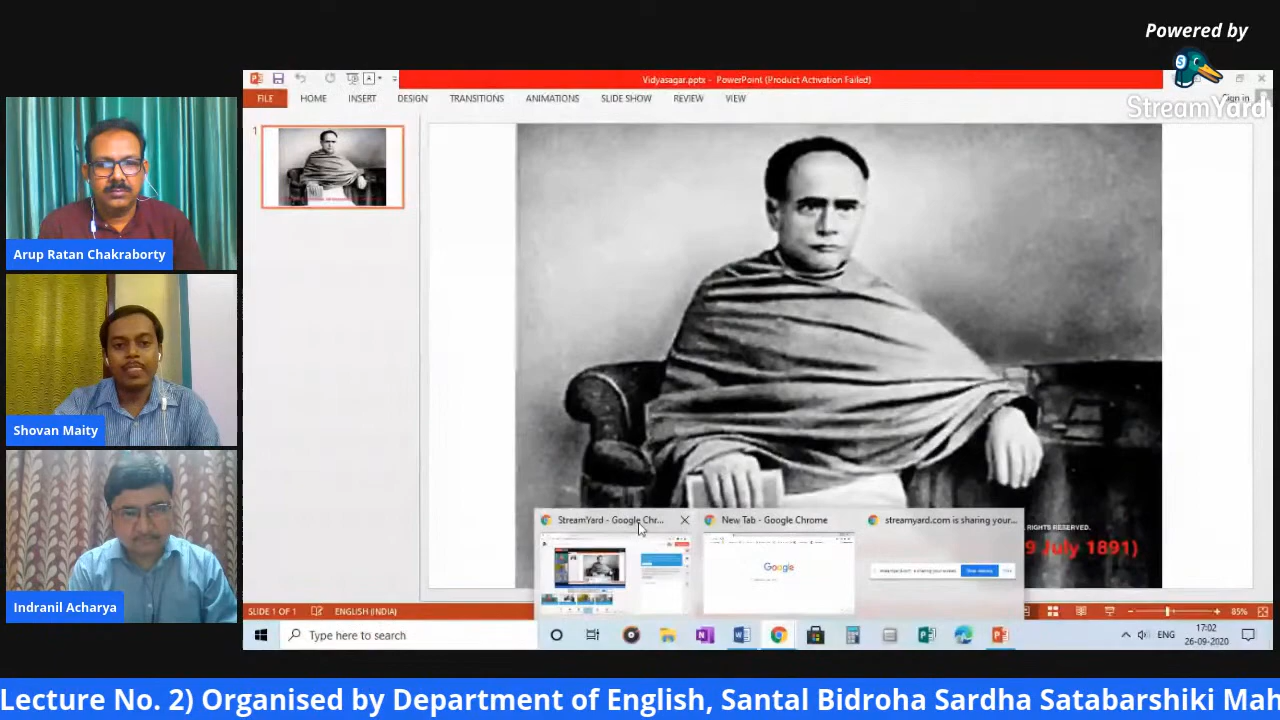 Powered by
StreamYard
Vidyasagar.pptx - PowerPoint (Product Activation Failed)
FILE HOME INSERT DESIGN TRANSITIONS ANIMATIONS SLIDE SHOW REVIEW VIEW
Sign in
1
Arup Ratan Chakraborty
Shovan Maity
Indranil Acharya
StreamYard - Google Chr...
New Tab - Google Chrome
streamyard.com is sharing your...
Google
RIGHTS RESERVED.
9 July 1891)
SLIDE 1 OF 1 ENGLISH (INDIA) 85%
Type here to search
ENG
17:02
26-09-2020
Lecture No. 2) Organised by Department of English, Santal Bidroha Sardha Satabarshiki Mah